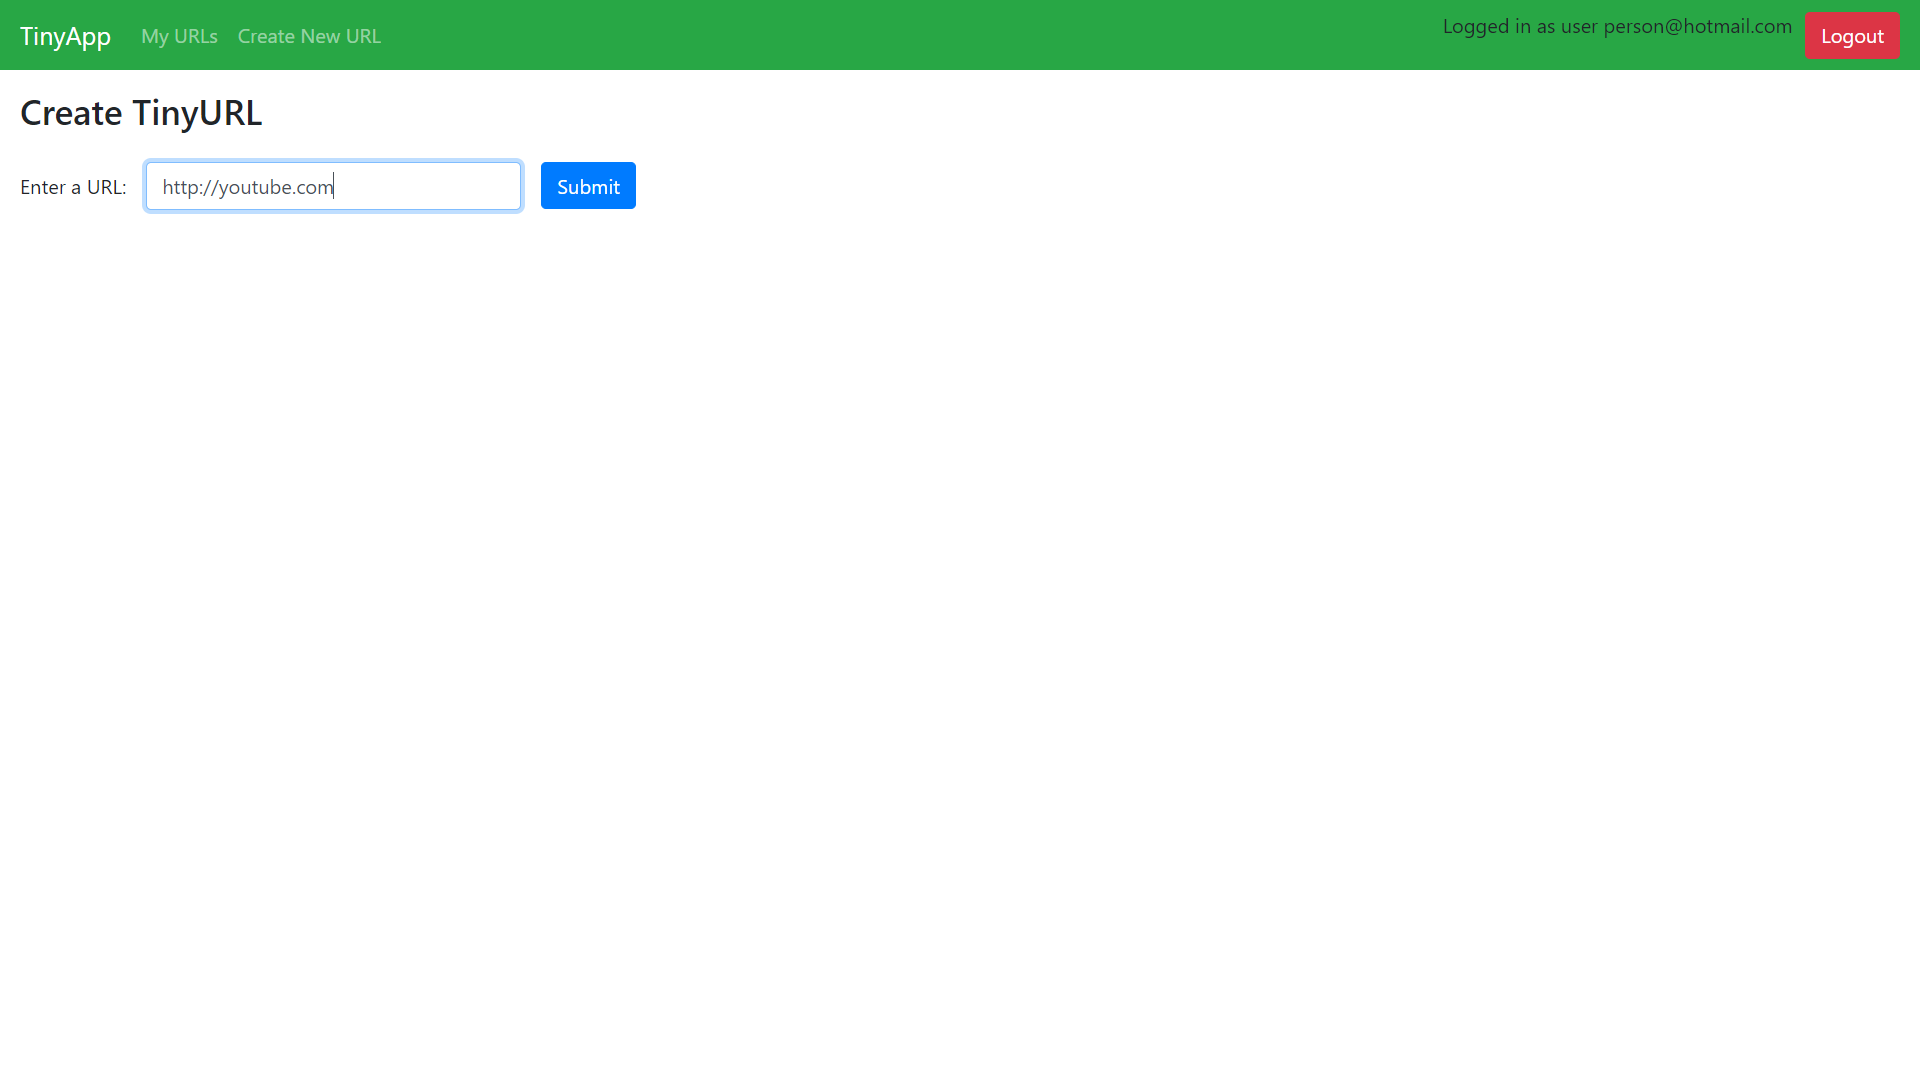 TinyApp My URLs Create New URL Logged in as user person@hotmail.com Logout
Create TinyURL
Enter a URL: http://youtube.com Submit